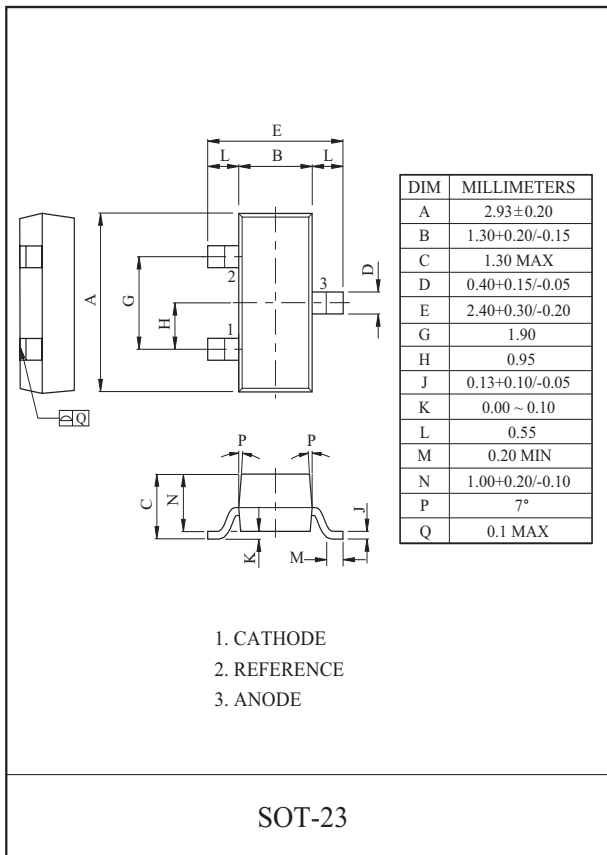 E
L B L
2
3
D
A
G
H
1
Q
P P
C
N
J
K
M
DIM MILLIMETERS
A 2.93±0.20
B 1.30+0.20/-0.15
C 1.30 MAX
D 0.40+0.15/-0.05
E 2.40+0.30/-0.20
G 1.90
H 0.95
J 0.13+0.10/-0.05
K 0.00 ~ 0.10
L 0.55
M 0.20 MIN
N 1.00+0.20/-0.10
P 7°
Q 0.1 MAX
1. CATHODE
2. REFERENCE
3. ANODE
SOT-23